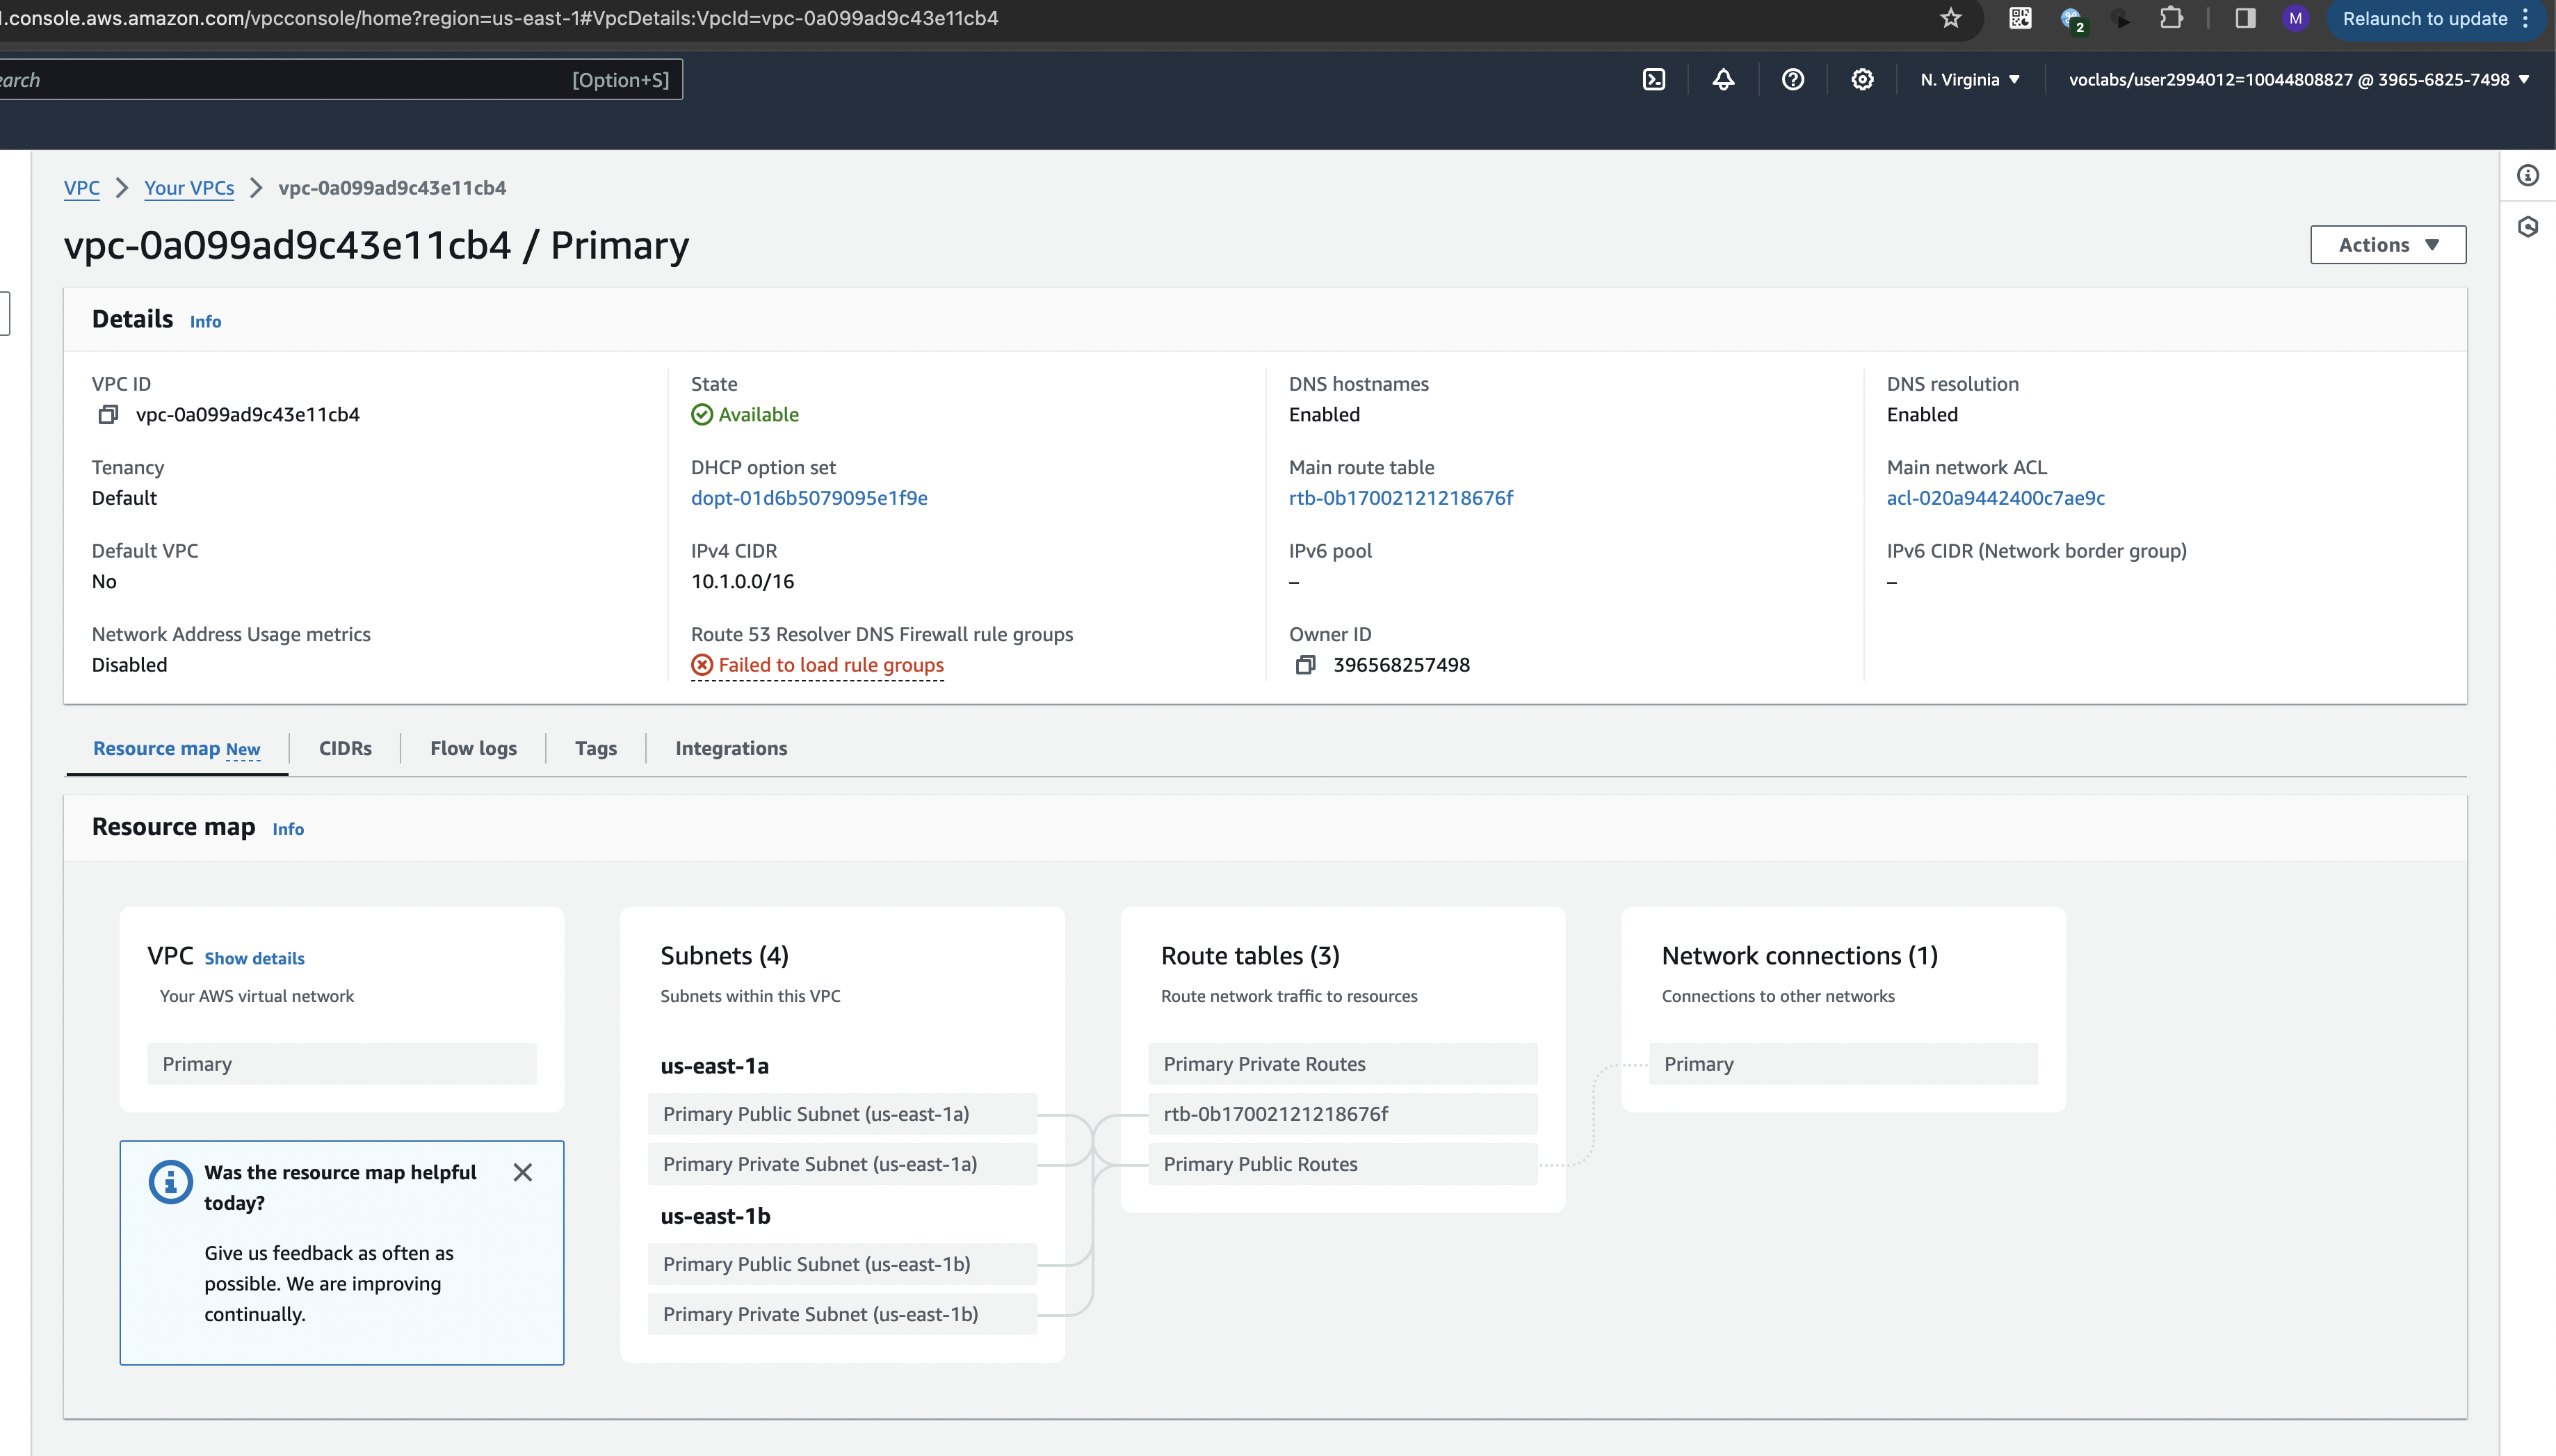 .console.aws.amazon.com/vpcconsole/home?region=us-east-1#VpcDetails:VpcId=vpc-0a099ad9c43e11cb4
2
M
Relaunch to update
earch
[Option+S]
N. Virginia
voclabs/user2994012=10044808827 @ 3965-6825-7498
VPC > Your VPCs > vpc-0a099ad9c43e11cb4
vpc-0a099ad9c43e11cb4 / Primary
Actions
Details Info
VPC ID
vpc-0a099ad9c43e11cb4
State
Available
DNS hostnames
Enabled
DNS resolution
Enabled
Tenancy
Default
DHCP option set
dopt-01d6b5079095e1f9e
Main route table
rtb-0b17002121218676f
Main network ACL
acl-020a9442400c7ae9c
Default VPC
No
IPv4 CIDR
10.1.0.0/16
IPv6 pool
–
IPv6 CIDR (Network border group)
–
Network Address Usage metrics
Disabled
Route 53 Resolver DNS Firewall rule groups
Failed to load rule groups
Owner ID
396568257498
Resource map New
CIDRs
Flow logs
Tags
Integrations
Resource map Info
VPC Show details
Your AWS virtual network
Primary
Was the resource map helpful
today?
Give us feedback as often as
possible. We are improving
continually.
Subnets (4)
Subnets within this VPC
us-east-1a
Primary Public Subnet (us-east-1a)
Primary Private Subnet (us-east-1a)
us-east-1b
Primary Public Subnet (us-east-1b)
Primary Private Subnet (us-east-1b)
Route tables (3)
Route network traffic to resources
Primary Private Routes
rtb-0b17002121218676f
Primary Public Routes
Network connections (1)
Connections to other networks
Primary